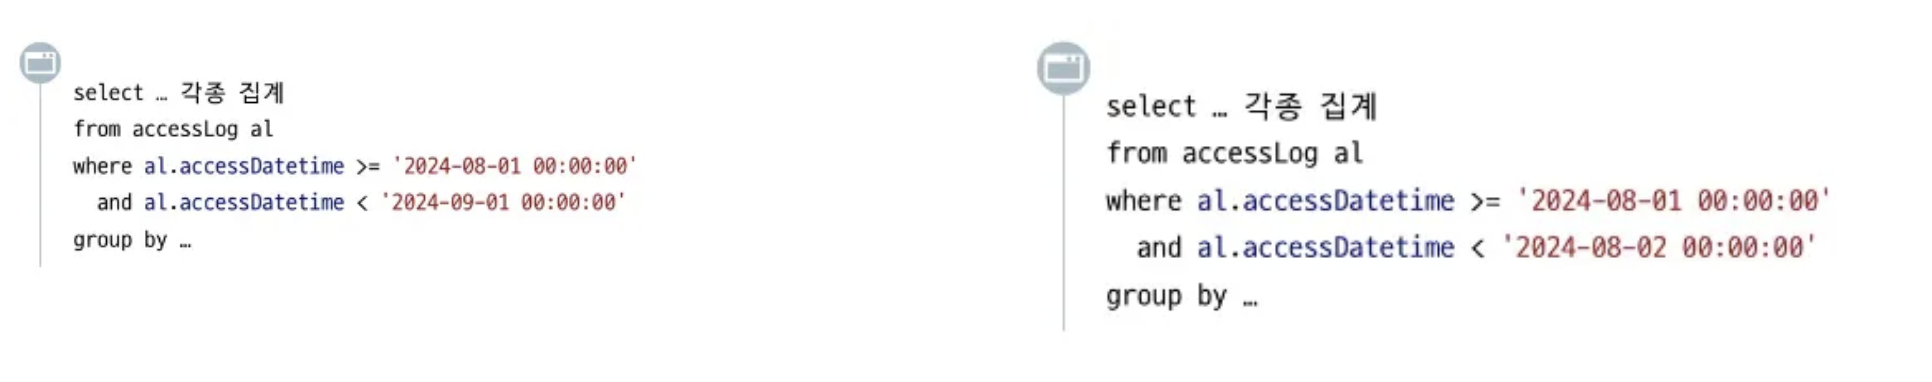 select … 각종 집계
from accessLog al
where al.accessDatetime >= '2024-08-01 00:00:00'
  and al.accessDatetime < '2024-09-01 00:00:00'
group by …
select … 각종 집계
from accessLog al
where al.accessDatetime >= '2024-08-01 00:00:00'
  and al.accessDatetime < '2024-08-02 00:00:00'
group by …